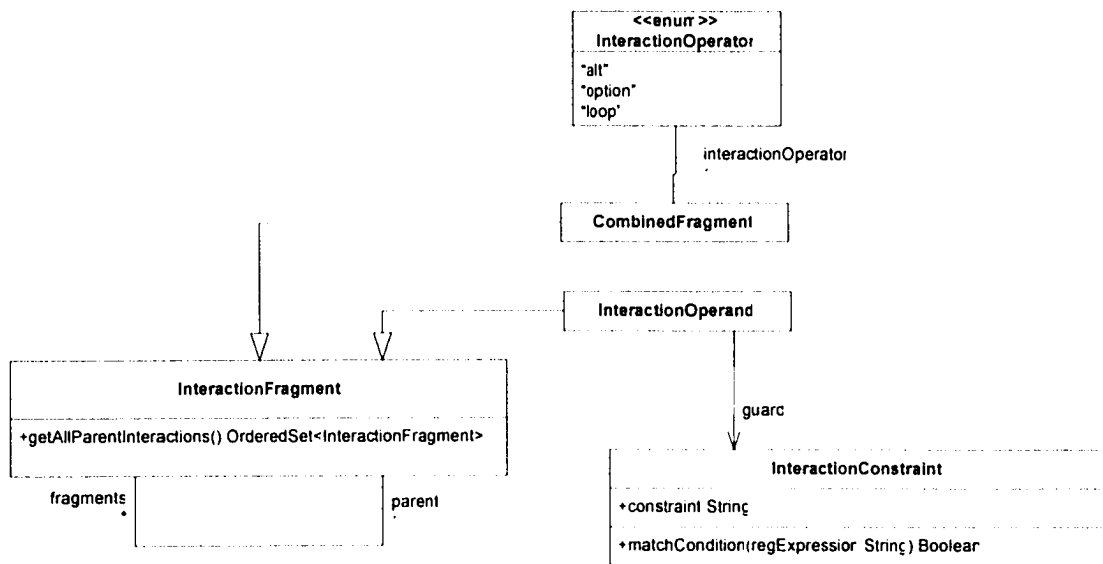 <<enum>>
InteractionOperator
"alt"
"option"
"loop"
interactionOperator
CombinedFragment
InteractionOperand
InteractionFragment
+getAllParentInteractions() OrderedSet<InteractionFragment>
fragments
*
parent
guard
InteractionConstraint
+constraint String
+matchCondition(regExpression String) Boolean